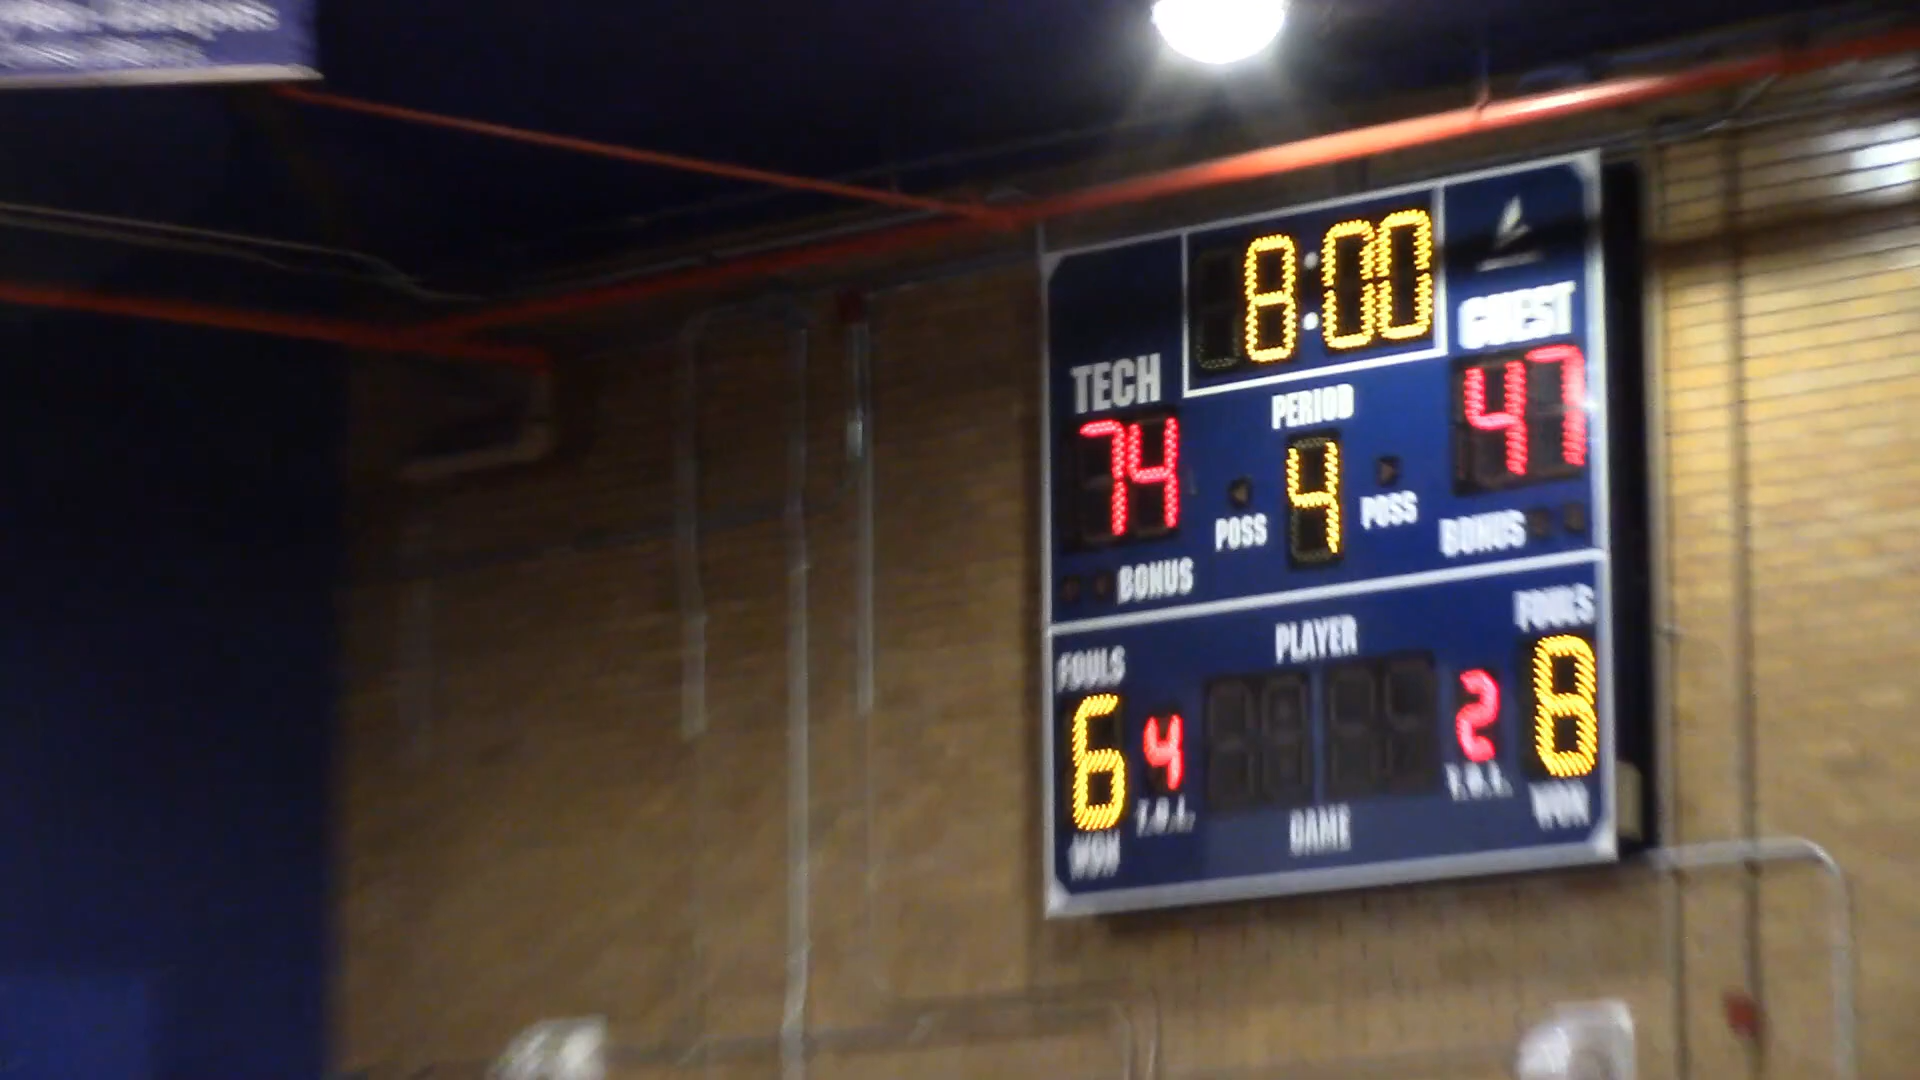 8:00
TECH
GUEST
74
PERIOD
47
4
POSS
POSS
BONUS
BONUS
FOULS
PLAYER
FOULS
6
4
2
8
T.O.L.
T.O.L.
WON
GAME
WON